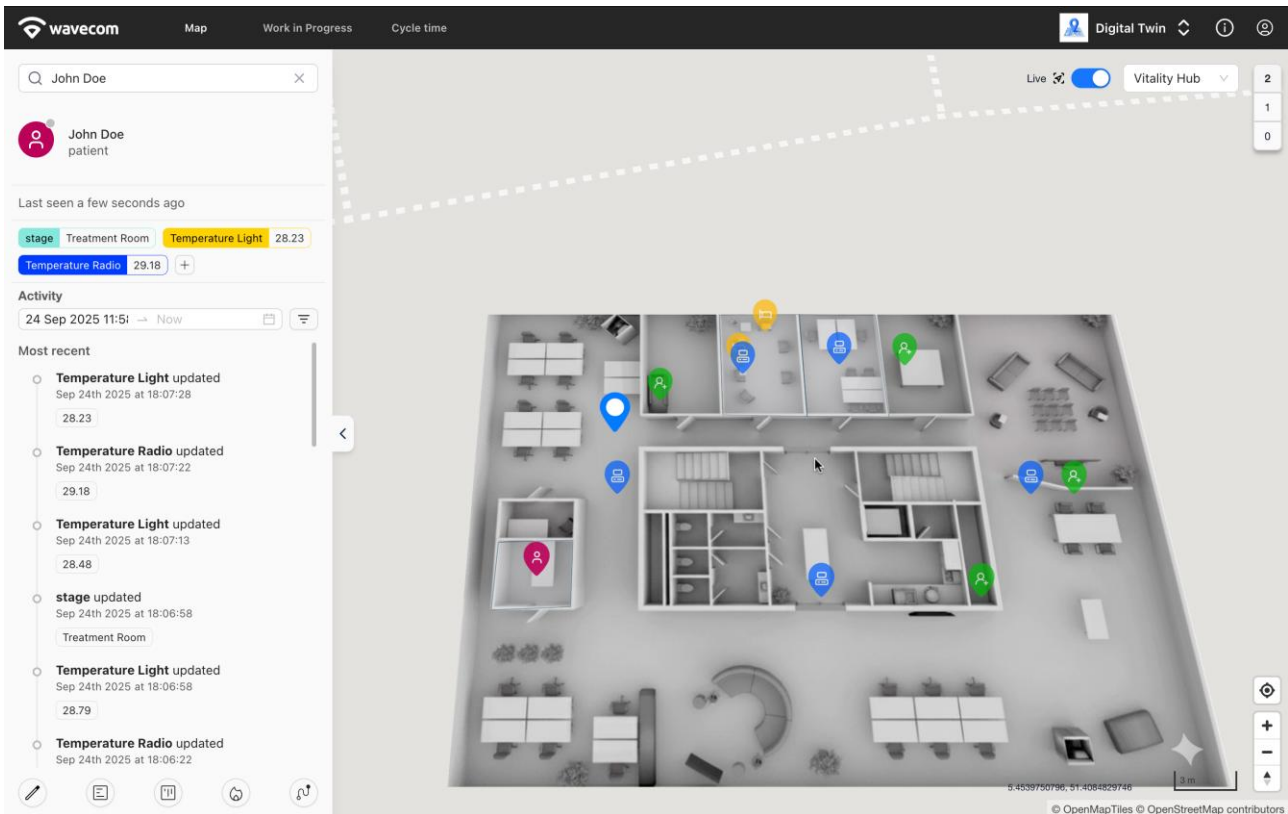 wavecom
Map
Work in Progress
Cycle time
Digital Twin
John Doe
Live
Vitality Hub
2
1
0
John Doe
patient
Last seen a few seconds ago
stage Treatment Room
Temperature Light 28.23
Temperature Radio 29.18
Activity
24 Sep 2025 11:5
Now
Most recent
Temperature Light updated
Sep 24th 2025 at 18:07:28
28.23
Temperature Radio updated
Sep 24th 2025 at 18:07:22
29.18
Temperature Light updated
Sep 24th 2025 at 18:07:13
28.48
stage updated
Sep 24th 2025 at 18:06:58
Treatment Room
Temperature Light updated
Sep 24th 2025 at 18:06:58
28.79
Temperature Radio updated
Sep 24th 2025 at 18:06:22
5.4539750796, 51.4084829746
3 m
© OpenMapTiles © OpenStreetMap contributors